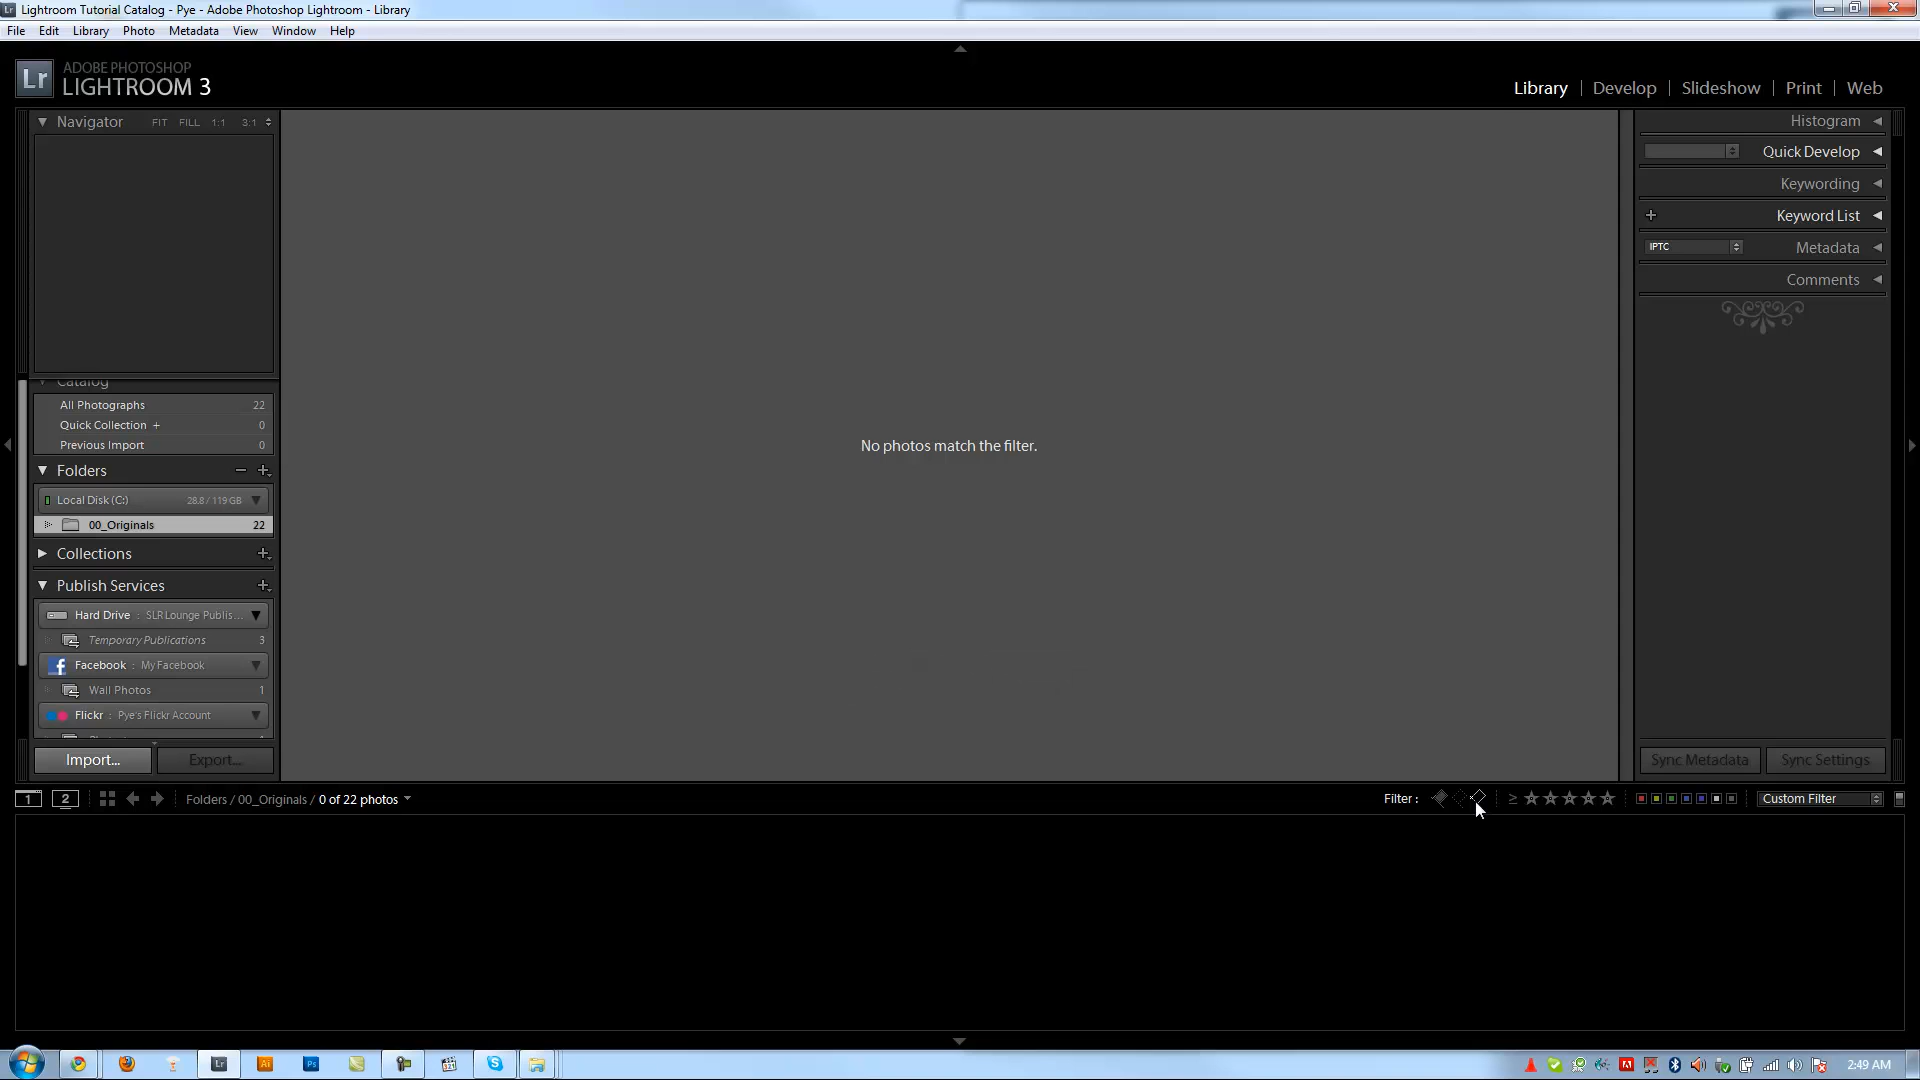 Lightroom Tutorial Catalog - Pye - Adobe Photoshop Lightroom - Library
File Edit Library Photo Metadata View Window Help
Lr ADOBE PHOTOSHOP
LIGHTROOM 3
Library | Develop | Slideshow | Print | Web
Navigator FIT FILL 1:1 3:1
Histogram
Quick Develop
Keywording
Keyword List
IPTC Metadata
Comments
Catalog
All Photographs 22
Quick Collection + 0
Previous Import 0
Folders
Local Disk (C:) 28.8 / 119 GB
00_Originals 22
Collections
Publish Services
Hard Drive : SLR Lounge Publis...
Temporary Publications 3
Facebook : My Facebook
Wall Photos 1
Flickr : Pye's Flickr Account
No photos match the filter.
Import... Export...
Sync Metadata Sync Settings
1 2 Folders / 00_Originals / 0 of 22 photos
Filter : ≥ Custom Filter
Lr Ai Ps 321
2:49 AM